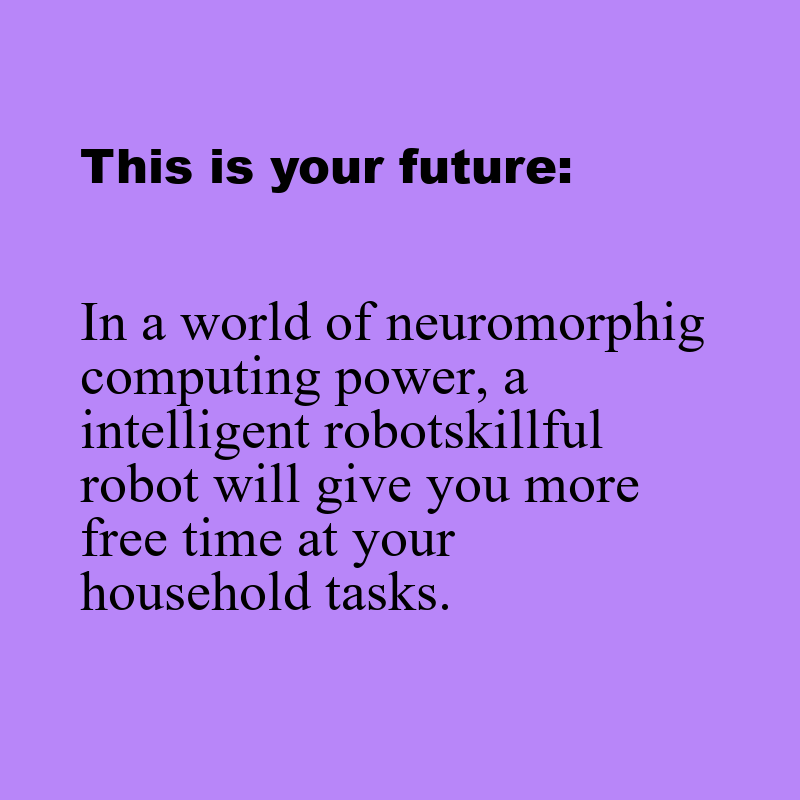 This is your future:
In a world of neuromorphig
computing power, a
intelligent robotskillful
robot will give you more
free time at your
household tasks.